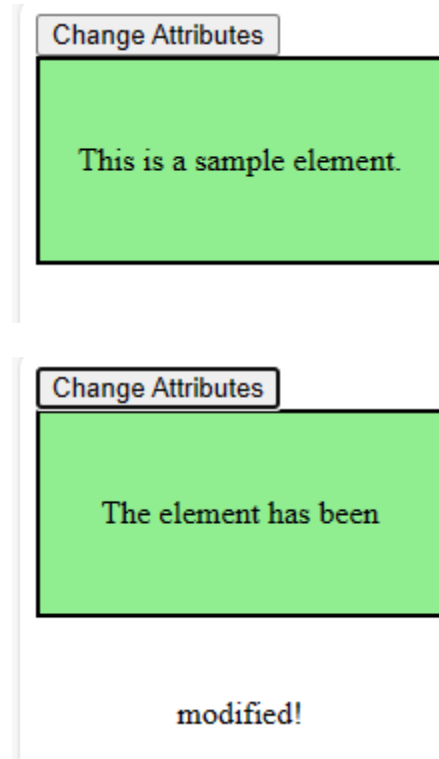 Change Attributes
This is a sample element.
Change Attributes
The element has been
modified!